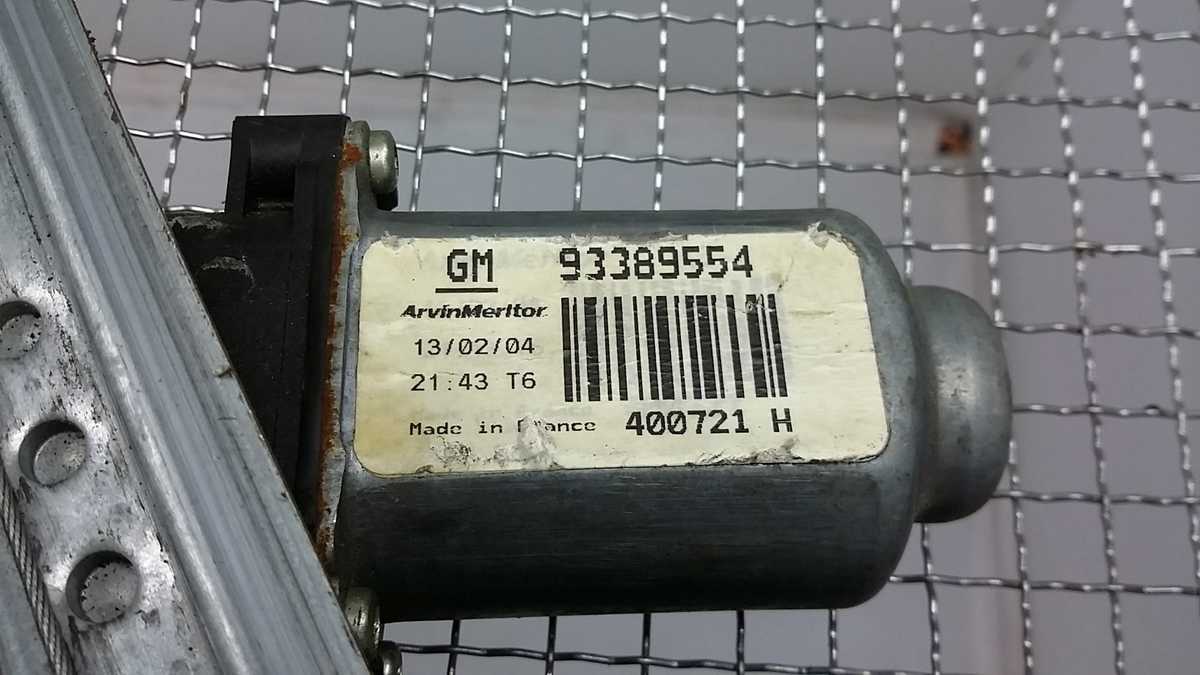 GM 93389554
ArvinMeritor
13/02/04
21:43 T6
Made in France 400721 H